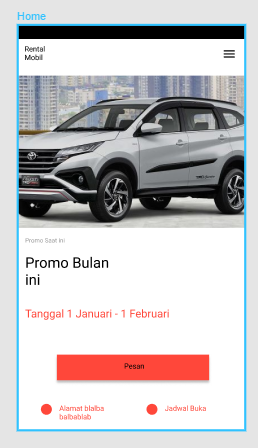 Home
Rental
Mobil
Promo Saat ini
Promo Bulan
ini
Tanggal 1 Januari - 1 Februari
Pesan
Alamat blalba
balbablab
Jadwal Buka